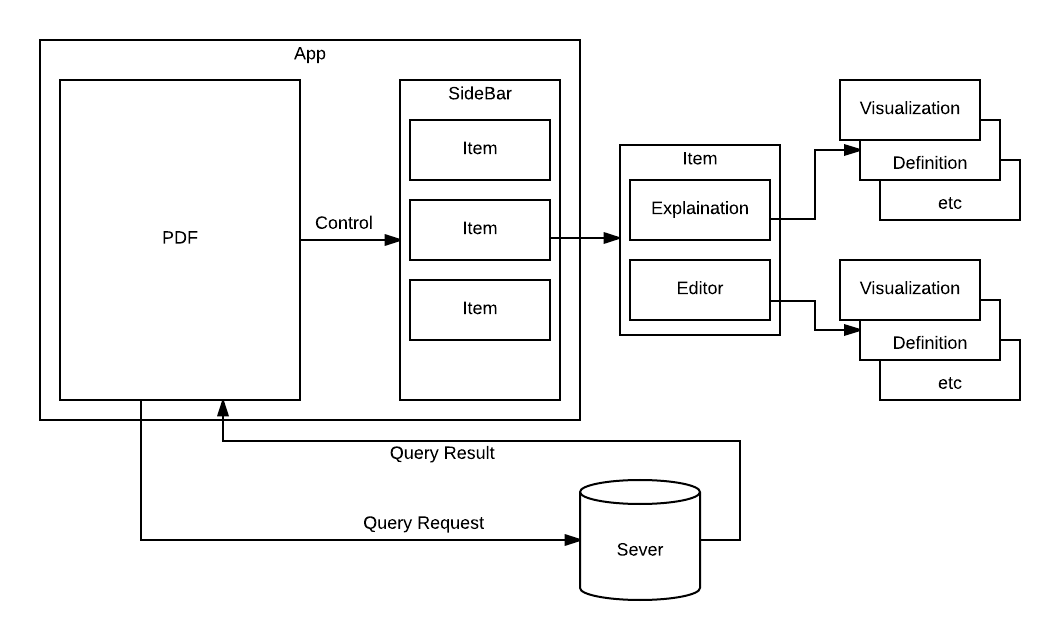 App
PDF
Control
SideBar
Item
Item
Item
Item
Explaination
Editor
Visualization
Definition
etc
Visualization
Definition
etc
Query Result
Query Request
Sever